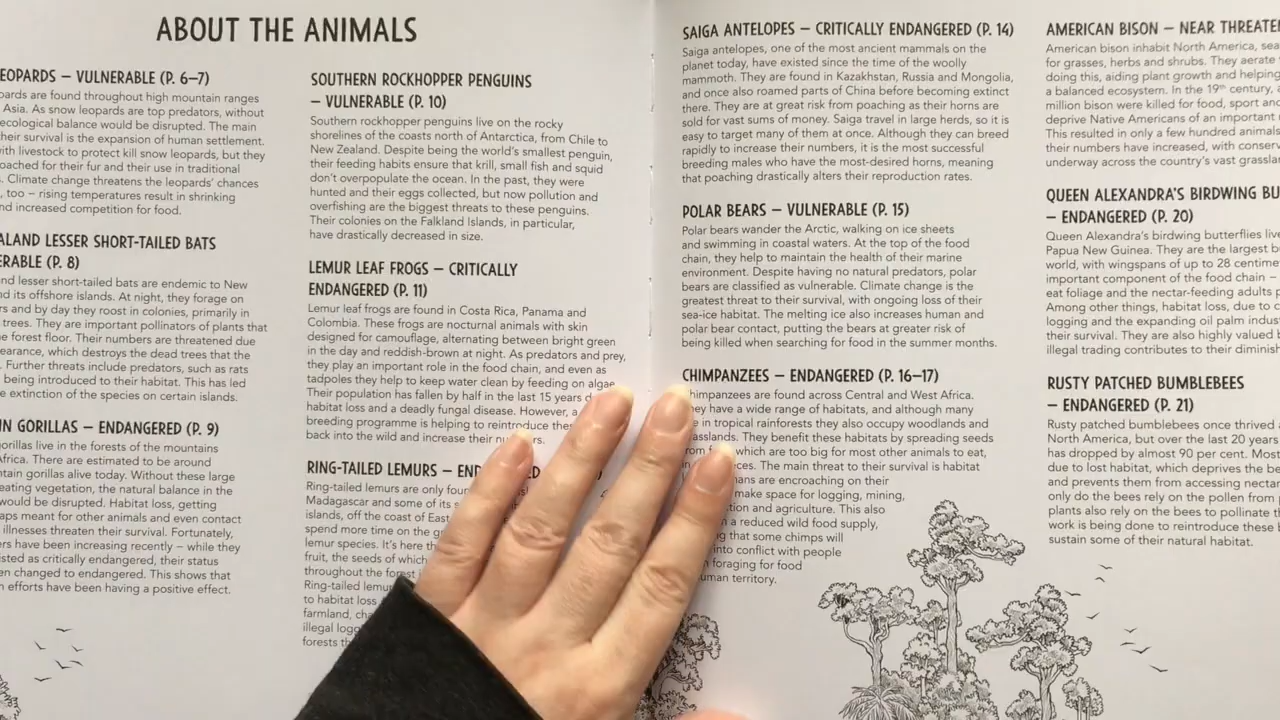 ABOUT THE ANIMALS
EOPARDS – VULNERABLE (P. 6–7)
ards are found throughout high mountain ranges
Asia. As snow leopards are top predators, without
ecological balance would be disrupted. The main
heir survival is the expansion of human settlement.
with livestock to protect kill snow leopards, but they
oached for their fur and their use in traditional
. Climate change threatens the leopards' chances
, too – rising temperatures result in shrinking
nd increased competition for food.
ALAND LESSER SHORT-TAILED BATS
ERABLE (P. 8)
nd lesser short-tailed bats are endemic to New
nd its offshore islands. At night, they forage on
rs and by day they roost in colonies, primarily in
trees. They are important pollinators of plants that
e forest floor. Their numbers are threatened due
earance, which destroys the dead trees that the
. Further threats include predators, such as rats
being introduced to their habitat. This has led
e extinction of the species on certain islands.
IN GORILLAS – ENDANGERED (P. 9)
gorillas live in the forests of the mountains
Africa. There are estimated to be around
ntain gorillas alive today. Without these large
eating vegetation, the natural balance in the
would be disrupted. Habitat loss, getting
aps meant for other animals and even contact
illnesses threaten their survival. Fortunately,
ers have been increasing recently – while they
isted as critically endangered, their status
en changed to endangered. This shows that
n efforts have been having a positive effect.
SOUTHERN ROCKHOPPER PENGUINS
– VULNERABLE (P. 10)
Southern rockhopper penguins live on the rocky
shorelines of the coasts north of Antarctica, from Chile to
New Zealand. Despite being the world's smallest penguin,
their feeding habits ensure that krill, small fish and squid
don't overpopulate the ocean. In the past, they were
hunted and their eggs collected, but now pollution and
overfishing are the biggest threats to these penguins.
Their colonies on the Falkland Islands, in particular,
have drastically decreased in size.
LEMUR LEAF FROGS – CRITICALLY
ENDANGERED (P. 11)
Lemur leaf frogs are found in Costa Rica, Panama and
Colombia. These frogs are nocturnal animals with skin
designed for camouflage, alternating between bright green
in the day and reddish-brown at night. As predators and prey,
they play an important role in the food chain, and even as
tadpoles they help to keep water clean by feeding on algae
Their population has fallen by half in the last 15 years d
habitat loss and a deadly fungal disease. However, a
breeding programme is helping to reintroduce thes
back into the wild and increase their nu rs.
RING-TAILED LEMURS – END ED
Ring-tailed lemurs are only foun
Madagascar and some of its s
islands, off the coast of East
spend more time on the gr
lemur species. It's here th
fruit, the seeds of which
throughout the forest
Ring-tailed lemur
to habitat loss
farmland, cha
illegal logg
forests th
SAIGA ANTELOPES – CRITICALLY ENDANGERED (P. 14)
Saiga antelopes, one of the most ancient mammals on the
planet today, have existed since the time of the woolly
mammoth. They are found in Kazakhstan, Russia and Mongolia,
and once also roamed parts of China before becoming extinct
there. They are at great risk from poaching as their horns are
sold for vast sums of money. Saiga travel in large herds, so it is
easy to target many of them at once. Although they can breed
rapidly to increase their numbers, it is the most successful
breeding males who have the most-desired horns, meaning
that poaching drastically alters their reproduction rates.
POLAR BEARS – VULNERABLE (P. 15)
Polar bears wander the Arctic, walking on ice sheets
and swimming in coastal waters. At the top of the food
chain, they help to maintain the health of their marine
environment. Despite having no natural predators, polar
bears are classified as vulnerable. Climate change is the
greatest threat to their survival, with ongoing loss of their
sea-ice habitat. The melting ice also increases human and
polar bear contact, putting the bears at greater risk of
being killed when searching for food in the summer months.
CHIMPANZEES – ENDANGERED (P. 16–17)
himpanzees are found across Central and West Africa.
ey have a wide range of habitats, and although many
e in tropical rainforests they also occupy woodlands and
asslands. They benefit these habitats by spreading seeds
rom f which are too big for most other animals to eat,
in ces. The main threat to their survival is habitat
ans are encroaching on their
make space for logging, mining,
tion and agriculture. This also
n a reduced wild food supply,
g that some chimps will
into conflict with people
foraging for food
uman territory.
AMERICAN BISON – NEAR THREATE
American bison inhabit North America, sea
for grasses, herbs and shrubs. They aerate
doing this, aiding plant growth and helping
a balanced ecosystem. In the 19th century, a
million bison were killed for food, sport and
deprive Native Americans of an important
This resulted in only a few hundred animals
their numbers have increased, with conserv
underway across the country's vast grasslan
QUEEN ALEXANDRA'S BIRDWING BU
– ENDANGERED (P. 20)
Queen Alexandra's birdwing butterflies live
Papua New Guinea. They are the largest b
world, with wingspans of up to 28 centime
important component of the food chain –
eat foliage and the nectar-feeding adults p
Among other things, habitat loss, due to c
logging and the expanding oil palm indust
their survival. They are also highly valued b
illegal trading contributes to their diminish
RUSTY PATCHED BUMBLEBEES
– ENDANGERED (P. 21)
Rusty patched bumblebees once thrived a
North America, but over the last 20 years
has dropped by almost 90 per cent. Most
due to lost habitat, which deprives the be
and prevents them from accessing nectar
only do the bees rely on the pollen from
plants also rely on the bees to pollinate th
work is being done to reintroduce these b
sustain some of their natural habitat.